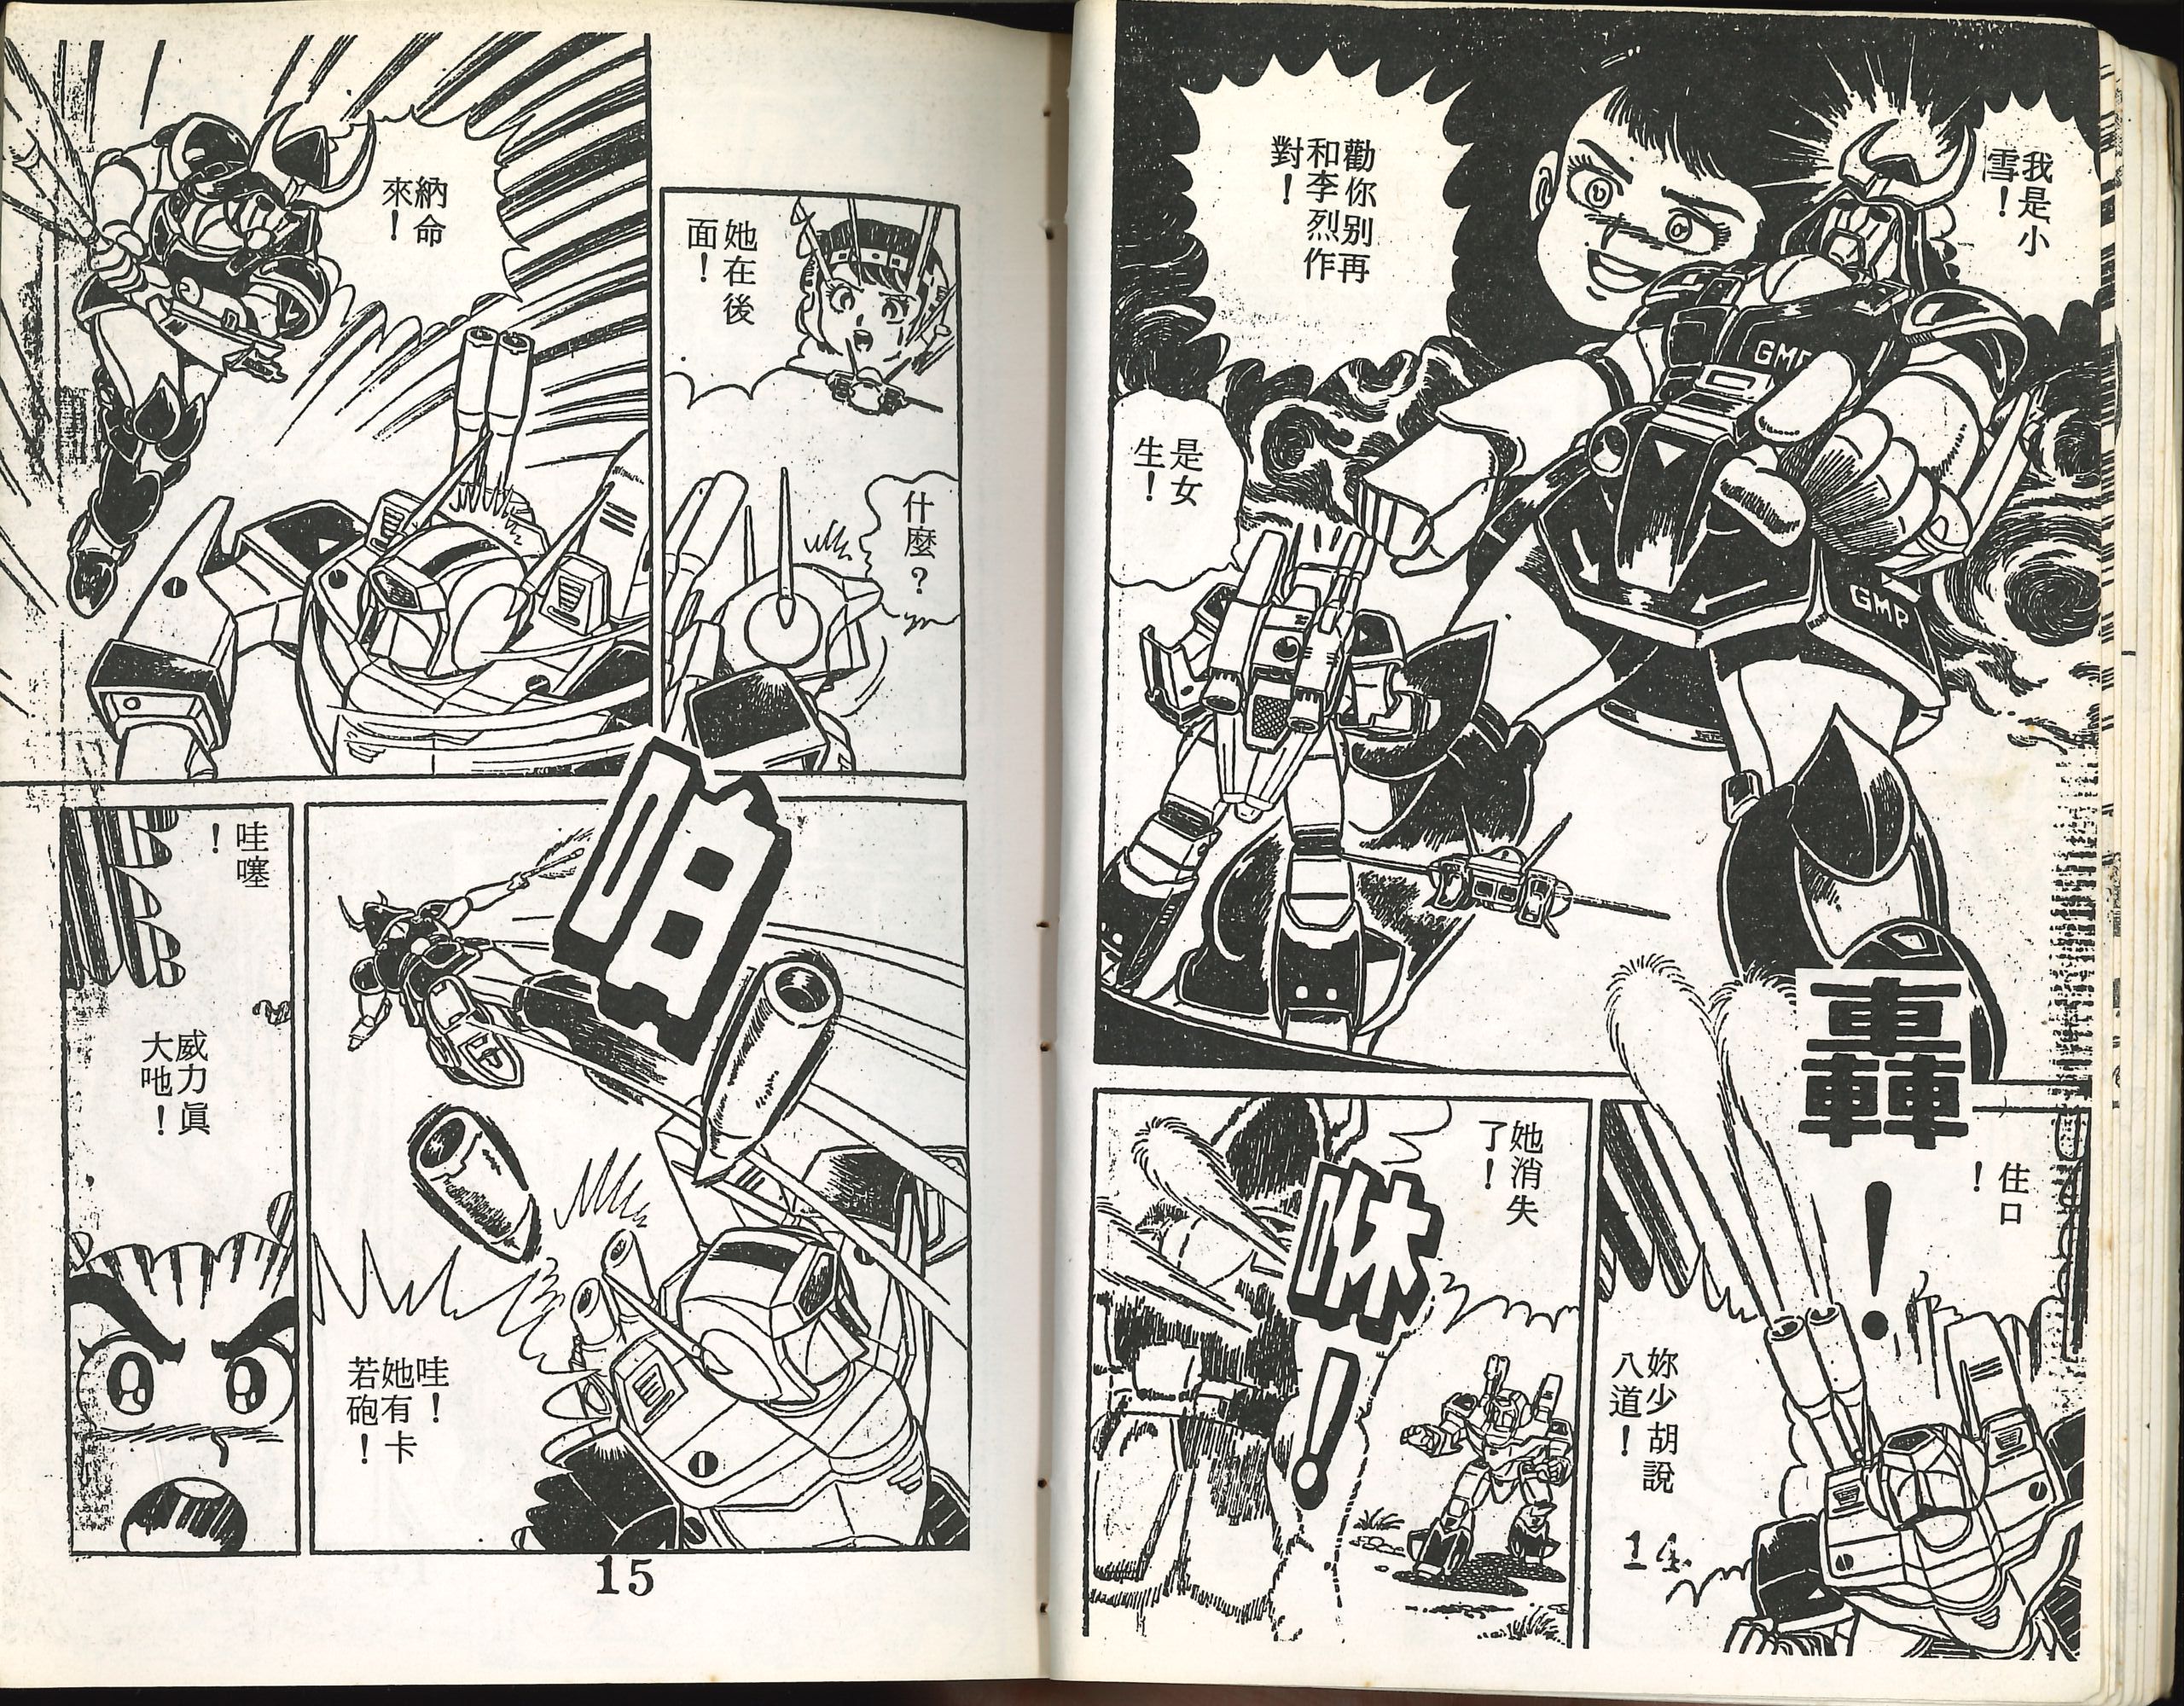 我是小
雪！
勸你別再
和李烈作
對！
GMP
GMP
是女
生！
轟！
住口
！
妳少胡說
八道！
她消失
了！
咻！
14
她在後
面！
什麼？
納命
來！
咱
哇！
她有卡
若砲！
哇噻
！
威力眞
大吔！
15